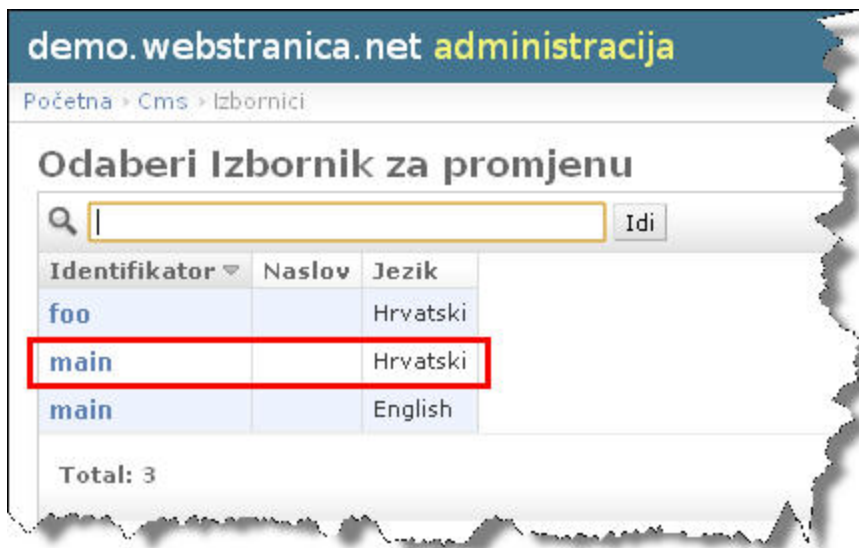 demo.webstranica.net administracija
Početna › Cms › Izbornici
Odaberi Izbornik za promjenu
Idi
Identifikator Naslov Jezik
foo Hrvatski
main Hrvatski
main English
Total: 3